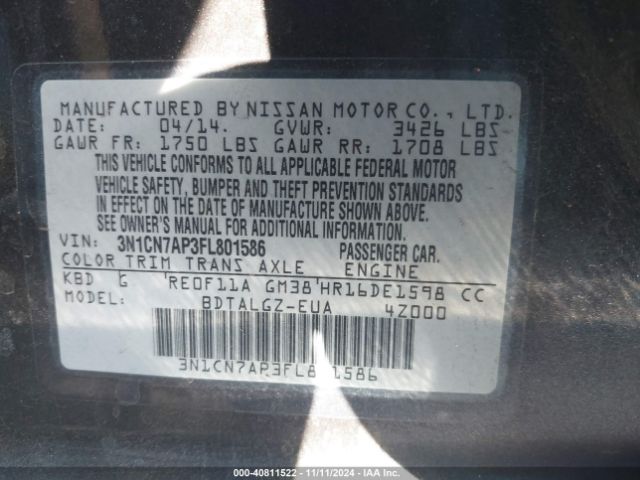 MANUFACTURED BY NISSAN MOTOR CO., LTD.
DATE: 04/14. GVWR: 3426 LBS
GAWR FR: 1750 LBS GAWR RR: 1708 LBS
THIS VEHICLE CONFORMS TO ALL APPLICABLE FEDERAL MOTOR
VEHICLE SAFETY, BUMPER AND THEFT PREVENTION STANDARDS
IN EFFECT ON THE DATE OF MANUFACTURE SHOWN ABOVE.
SEE OWNER'S MANUAL FOR ADDITIONAL INFORMATION.
VIN: 3N1CN7AP3FL801586 PASSENGER CAR.
COLOR TRIM TRANS AXLE ENGINE
KBD G 'RE0F11A GM38'HR16DE1598 CC
MODEL: BDTALGZ-EUA 4Z000
3N1CN7AP3FL801586
IAA
00-40811522 - 11/11/2024 - IAA Inc.